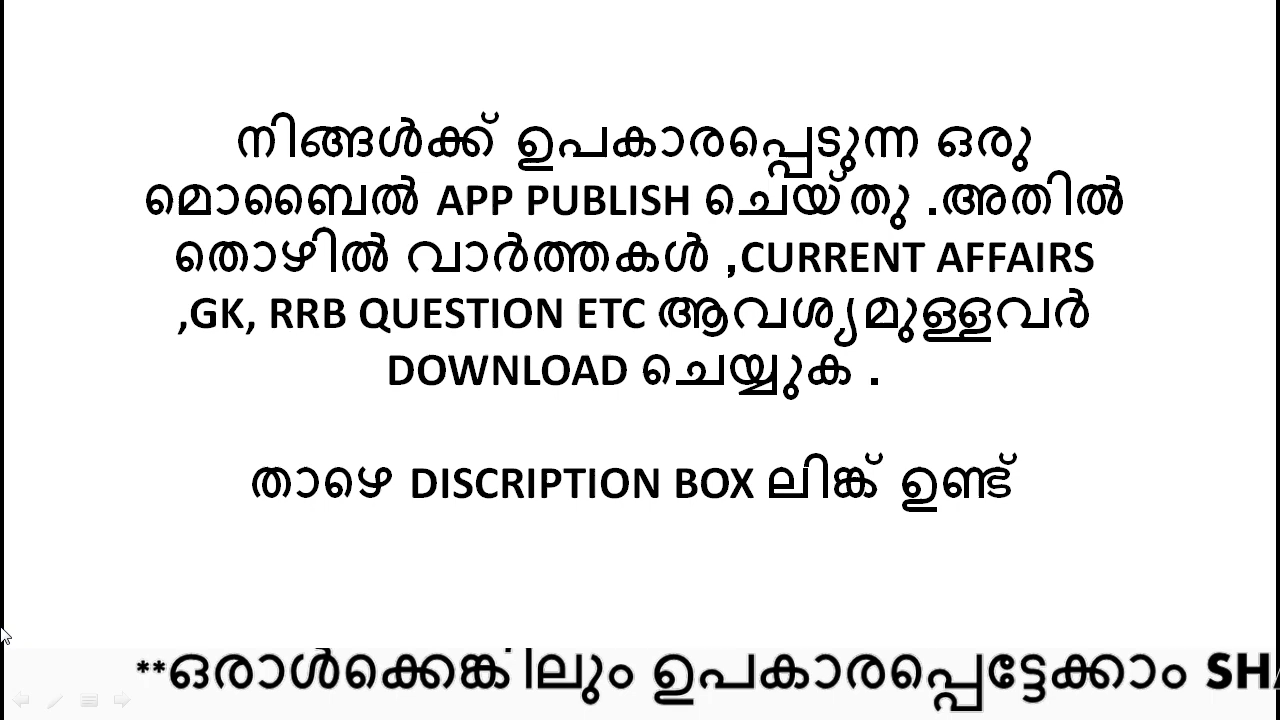 നിങ്ങൾക്ക് ഉപകാരപ്പെടുന്ന ഒരു
മൊബൈൽ APP PUBLISH ചെയ്തു .അതിൽ
തൊഴിൽ വാർത്തകൾ ,CURRENT AFFAIRS
,GK, RRB QUESTION ETC ആവശ്യമുള്ളവർ
DOWNLOAD ചെയ്യുക .
താഴെ DISCRIPTION BOX ലിങ്ക് ഉണ്ട്
**ഒരാൾക്കെങ്കിലും ഉപകാരപ്പെട്ടേക്കാം